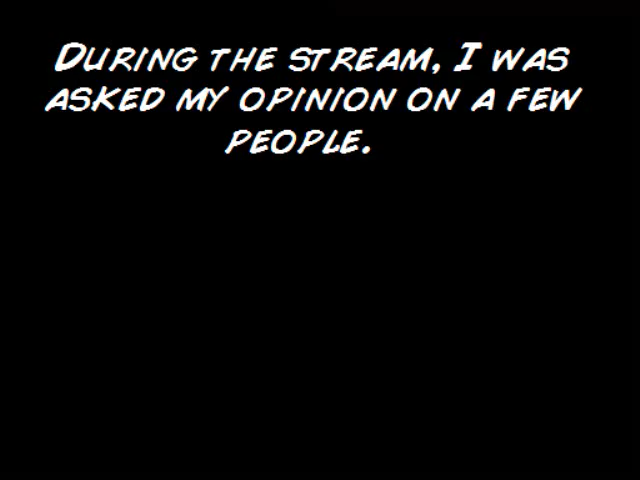 During the stream, I was
asked my opinion on a few
people.